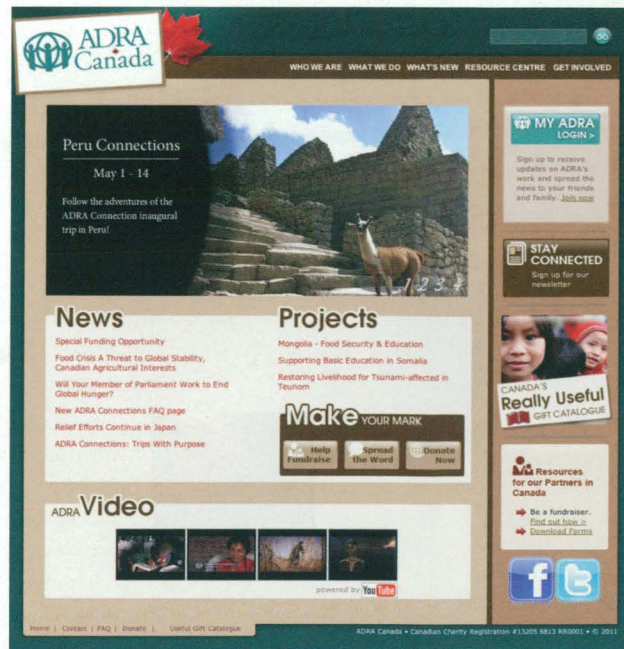 ADRA
Canada
WHO WE ARE WHAT WE DO WHAT'S NEW RESOURCE CENTRE GET INVOLVED
Peru Connections
May 1 - 14
Follow the adventures of the
ADRA Connection inaugural
trip in Peru!
1 2 3 4
MY ADRA
LOGIN >
Sign up to receive
updates on ADRA's
work and spread the
news to your friends
and family. Join now
STAY
CONNECTED
Sign up for our
newsletter
News
Special Funding Opportunity
Food Crisis A Threat to Global Stability,
Canadian Agricultural Interests
Will Your Member of Parliament Work to End
Global Hunger?
New ADRA Connections FAQ page
Relief Efforts Continue in Japan
ADRA Connections: Trips With Purpose
Projects
Mongolia - Food Security & Education
Supporting Basic Education in Somalia
Restoring Livelihood for Tsunami-affected in
Teunom
Make YOUR MARK
Help
Fundraise
Spread
the Word
Donate
Now
CANADA'S
Really Useful
GIFT CATALOGUE
Resources
for our Partners in
Canada
Be a fundraiser.
Find out how >
Download Forms
ADRA Video
powered by YouTube
f
t
Home | Contact | FAQ | Donate | Useful Gift Catalogue
ADRA Canada • Canadian Charity Registration #13205 6813 RR0001 • © 2011